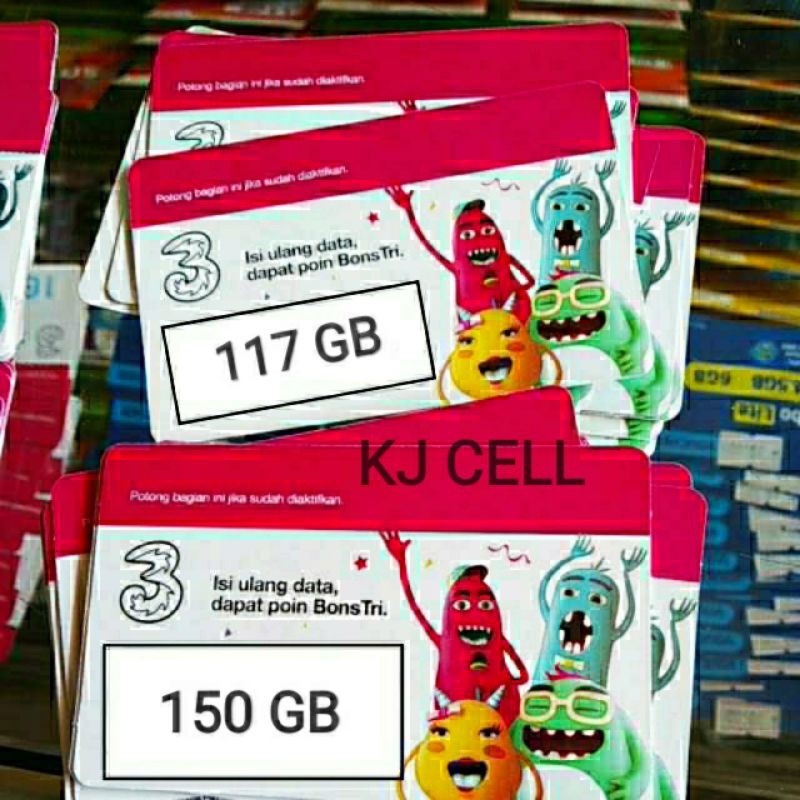 Potong bagian ini jika sudah diaktifkan.
Potong bagian ini jika sudah diaktifkan.
3
Isi ulang data,
dapat poin BonsTri.
117 GB
KJ CELL
Potong bagian ini jika sudah diaktifkan.
3
Isi ulang data,
dapat poin BonsTri.
150 GB
6GB
Lite